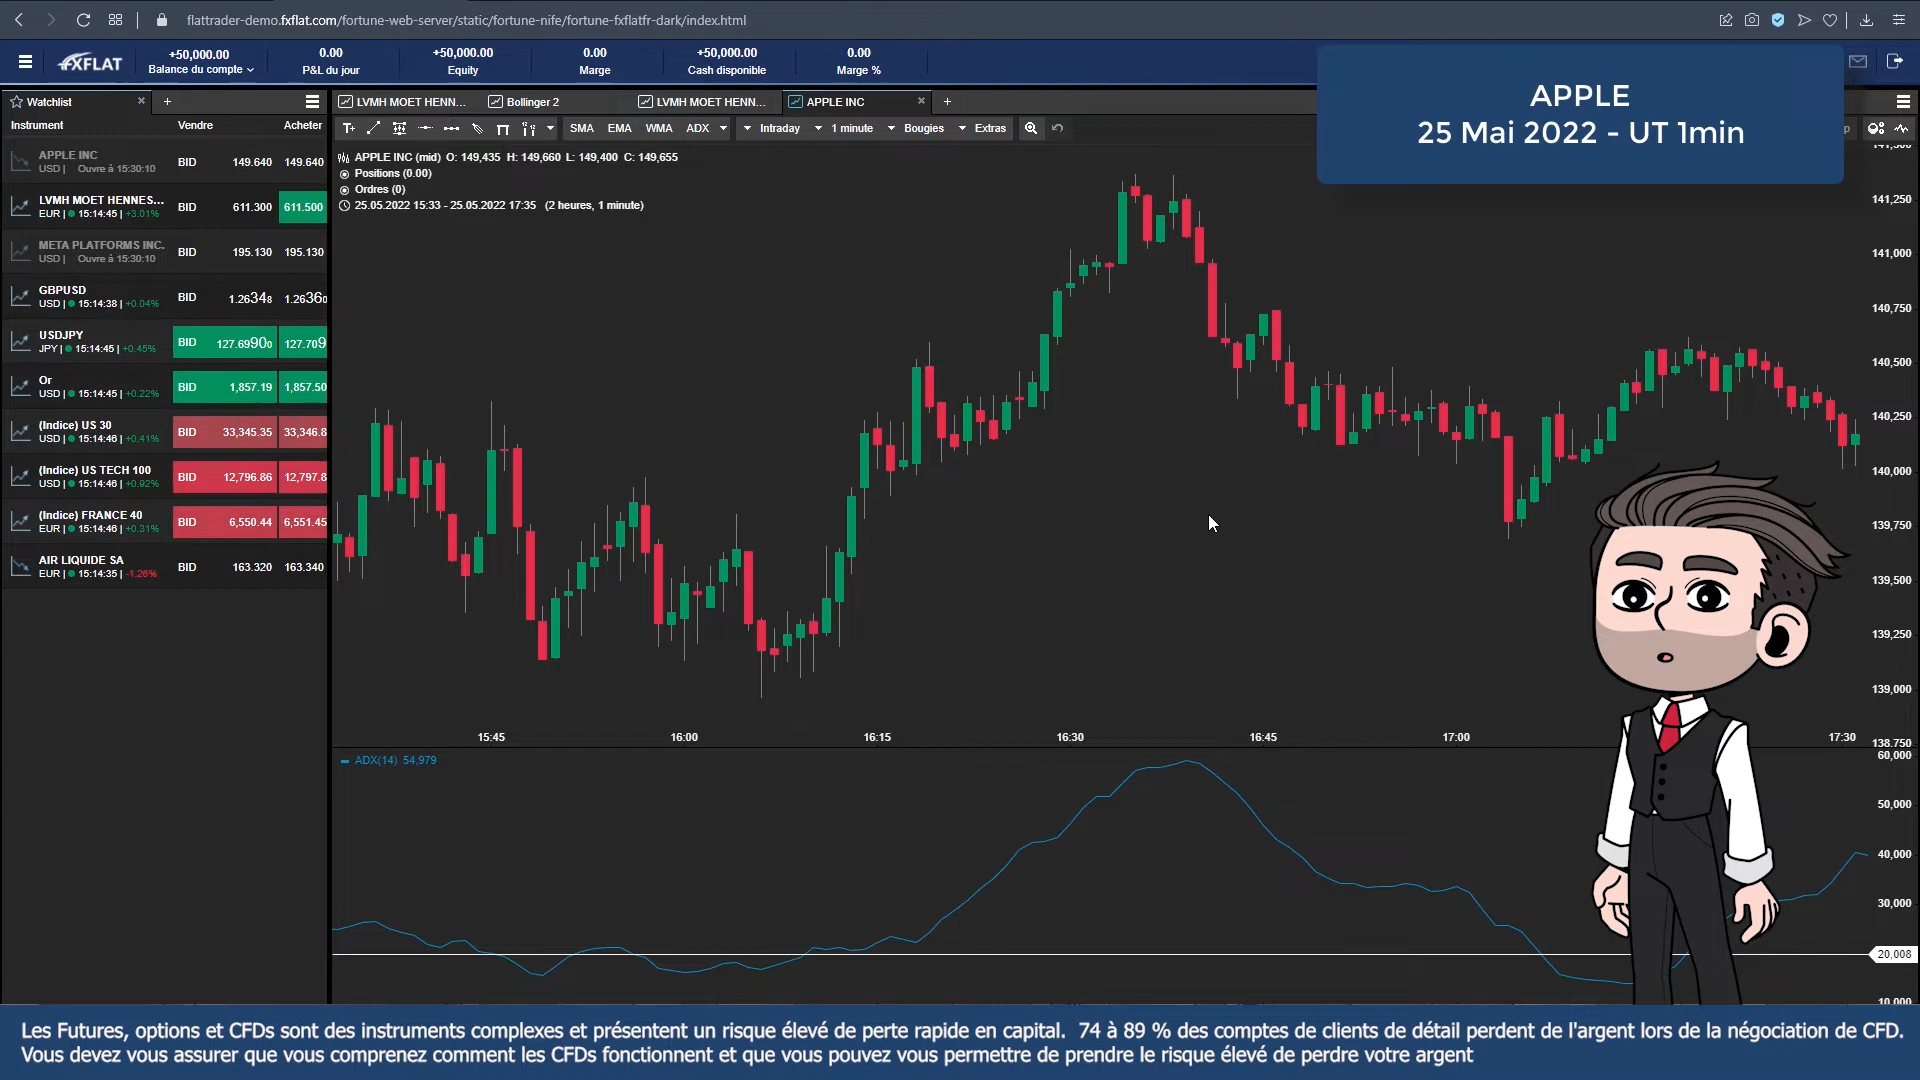 flattrader-demo.fxflat.com/fortune-web-server/static/fortune-nife/fortune-fxflatfr-dark/index.html
FXFLAT
+50,000.00 0.00 +50,000.00 0.00 +50,000.00 0.00
Balance du compte P&L du jour Equity Marge Cash disponible Marge %
APPLE
25 Mai 2022 - UT 1min
Watchlist × +
LVMH MOET HENN... Bollinger 2 LVMH MOET HENN... APPLE INC × +
Instrument Vendre Acheter
T+ SMA EMA WMA ADX Intraday 1 minute Bougies Extras
APPLE INC BID 149.640 149.640
USD | Ouvre à 15:30:10
LVMH MOET HENNES... BID 611.300 611.500
EUR | 15:14:45 | +3.01%
META PLATFORMS INC. BID 195.130 195.130
USD | Ouvre à 15:30:10
GBPUSD BID 1.26348 1.26360
USD | 15:14:38 | +0.04%
USDJPY BID 127.69900 127.709
JPY | 15:14:45 | +0.45%
Or BID 1,857.19 1,857.50
USD | 15:14:45 | +0.22%
(Indice) US 30 BID 33,345.35 33,346.8
USD | 15:14:46 | +0.41%
(Indice) US TECH 100 BID 12,796.86 12,797.8
USD | 15:14:46 | +0.92%
(Indice) FRANCE 40 BID 6,550.44 6,551.45
EUR | 15:14:46 | +0.31%
AIR LIQUIDE SA BID 163.320 163.340
EUR | 15:14:35 | -1.26%
APPLE INC (mid) O: 149,435 H: 149,660 L: 149,400 C: 149,655
Positions (0.00)
Ordres (0)
25.05.2022 15:33 - 25.05.2022 17:35 (2 heures, 1 minute)
141,250
141,000
140,750
140,500
140,250
140,000
139,750
139,500
139,250
139,000
138.750
15:45 16:00 16:15 16:30 16:45 17:00 17:30
ADX(14) 54,979
60,000
50,000
40,000
30,000
20,008
10,000
Les Futures, options et CFDs sont des instruments complexes et présentent un risque élevé de perte rapide en capital. 74 à 89 % des comptes de clients de détail perdent de l'argent lors de la négociation de CFD.
Vous devez vous assurer que vous comprenez comment les CFDs fonctionnent et que vous pouvez vous permettre de prendre le risque élevé de perdre votre argent